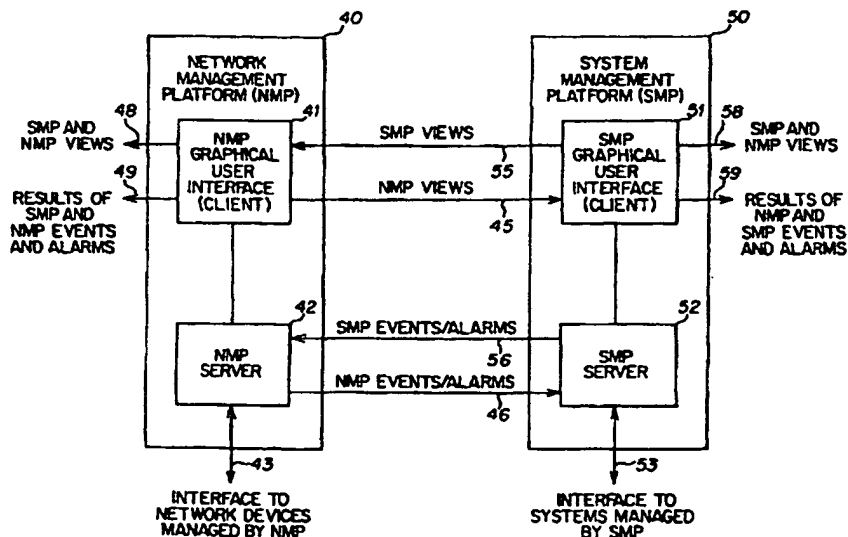 40
50
NETWORK
MANAGEMENT
PLATFORM (NMP)
SYSTEM
MANAGEMENT
PLATFORM (SMP)
48
41
51
58
SMP AND
NMP VIEWS
NMP
GRAPHICAL
USER
INTERFACE
(CLIENT)
SMP VIEWS
55
SMP
GRAPHICAL
USER
INTERFACE
(CLIENT)
SMP AND
NMP VIEWS
49
59
RESULTS OF
SMP AND
NMP EVENTS
AND ALARMS
NMP VIEWS
45
RESULTS OF
NMP AND
SMP EVENTS
AND ALARMS
42
52
NMP
SERVER
SMP EVENTS/ALARMS
56
NMP EVENTS/ALARMS
46
SMP
SERVER
43
53
INTERFACE TO
NETWORK DEVICES
MANAGED BY NMP
INTERFACE TO
SYSTEMS MANAGED
BY SMP